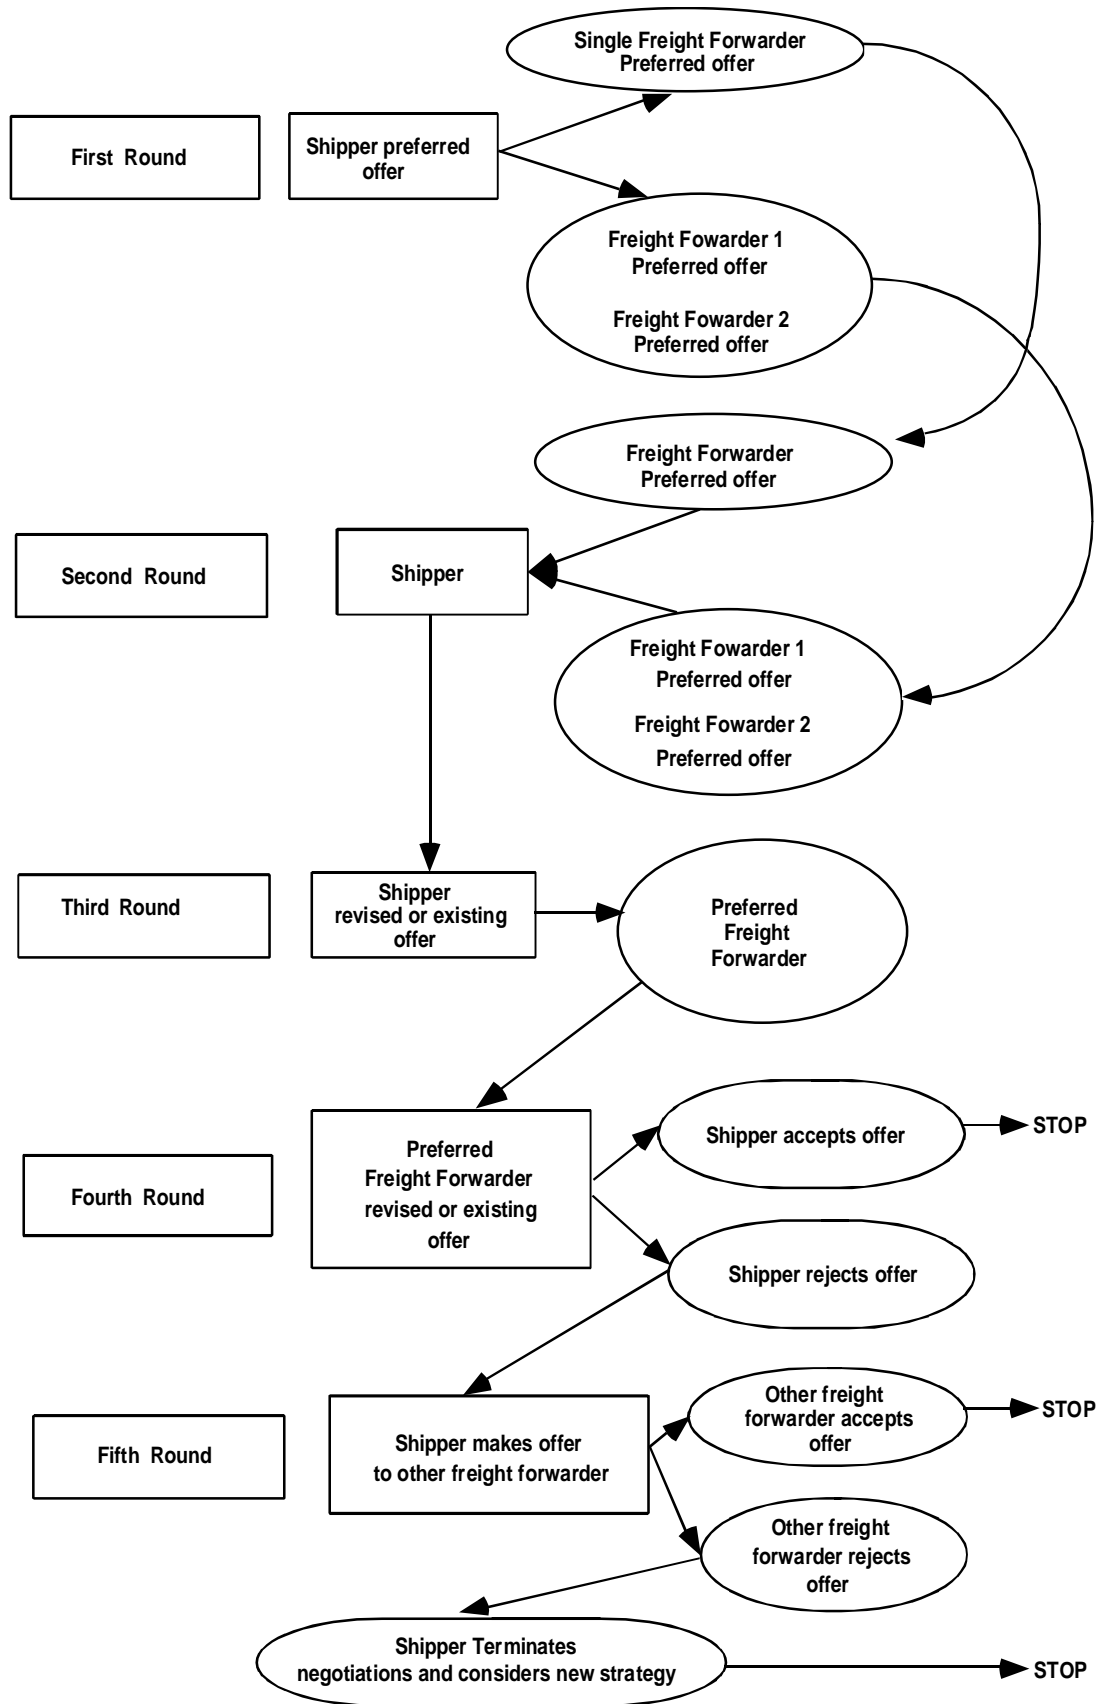 Single Freight Forwarder
Preferred offer
First Round
Shipper preferred
offer
Freight Fowarder 1
Preferred offer
Freight Fowarder 2
Preferred offer
Freight Forwarder
Preferred offer
Second Round
Shipper
Freight Fowarder 1
Preferred offer
Freight Fowarder 2
Preferred offer
Third Round
Shipper
revised or existing
offer
Preferred
Freight
Forwarder
Fourth Round
Preferred
Freight Forwarder
revised or existing
offer
Shipper accepts offer
STOP
Shipper rejects offer
Fifth Round
Shipper makes offer
to other freight forwarder
Other freight
forwarder accepts
offer
STOP
Other freight
forwarder rejects
offer
Shipper Terminates
negotiations and considers new strategy
STOP